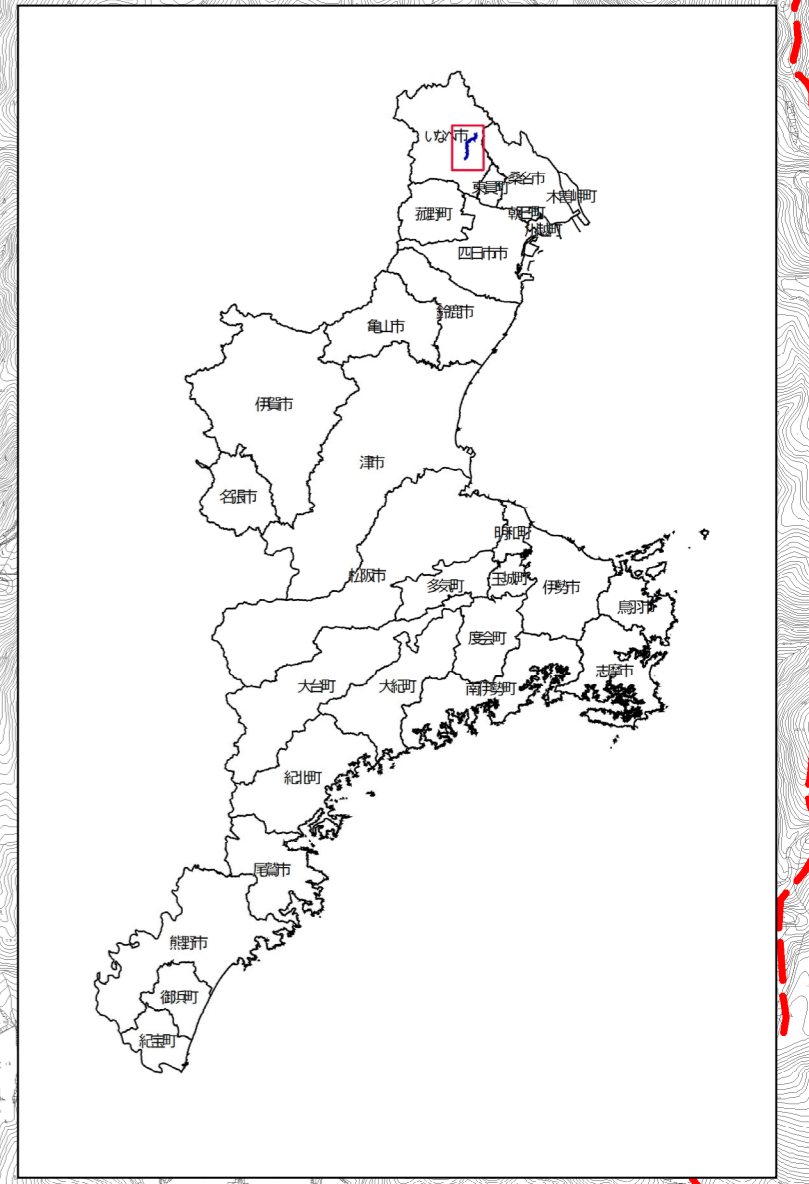 いなべ市
東員町
桑名市
木曽岬町
菰野町
朝日町
川越町
四日市市
鈴鹿市
亀山市
伊賀市
津市
名張市
明和町
松阪市
多気町
玉城町
伊勢市
鳥羽市
度会町
志摩市
大台町
大紀町
南伊勢町
紀北町
尾鷲市
熊野市
御浜町
紀宝町